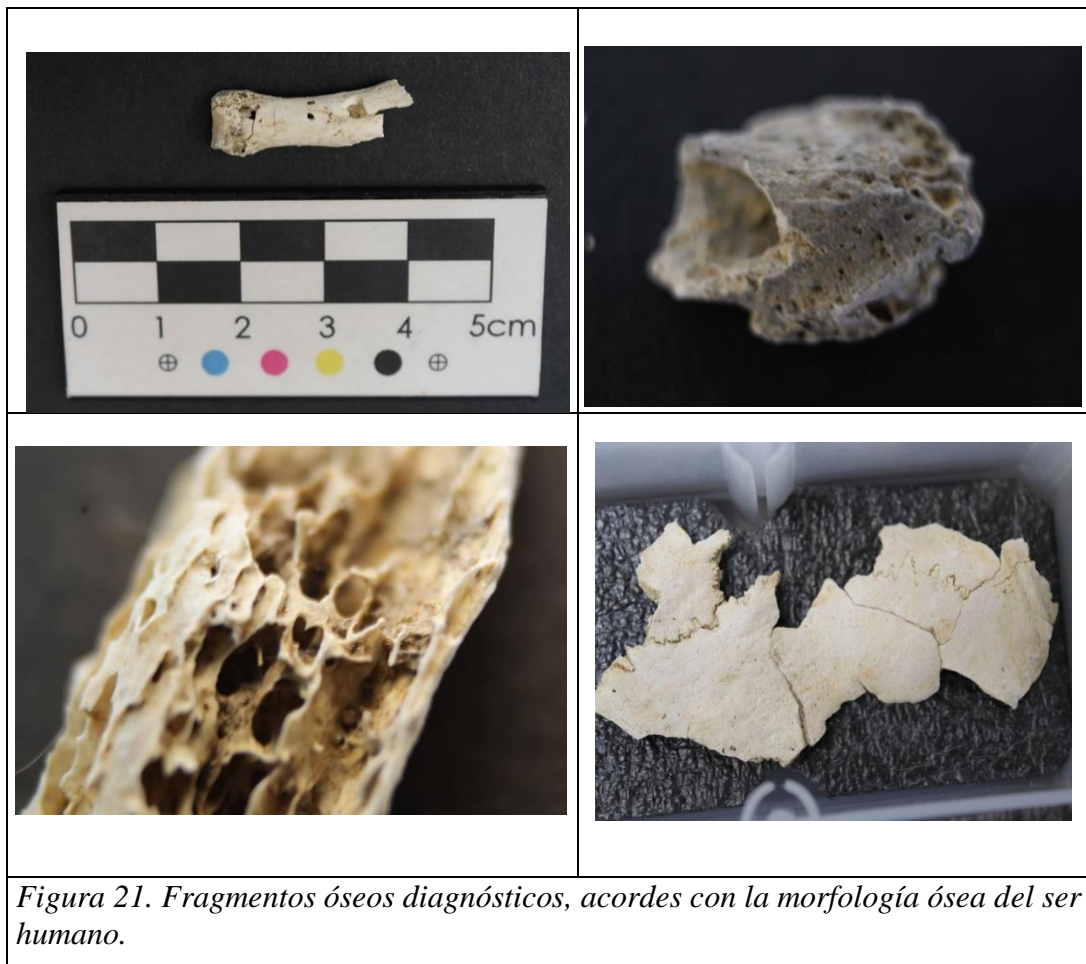 0 1 2 3 4 5cm
Figura 21. Fragmentos óseos diagnósticos, acordes con la morfología ósea del ser
humano.